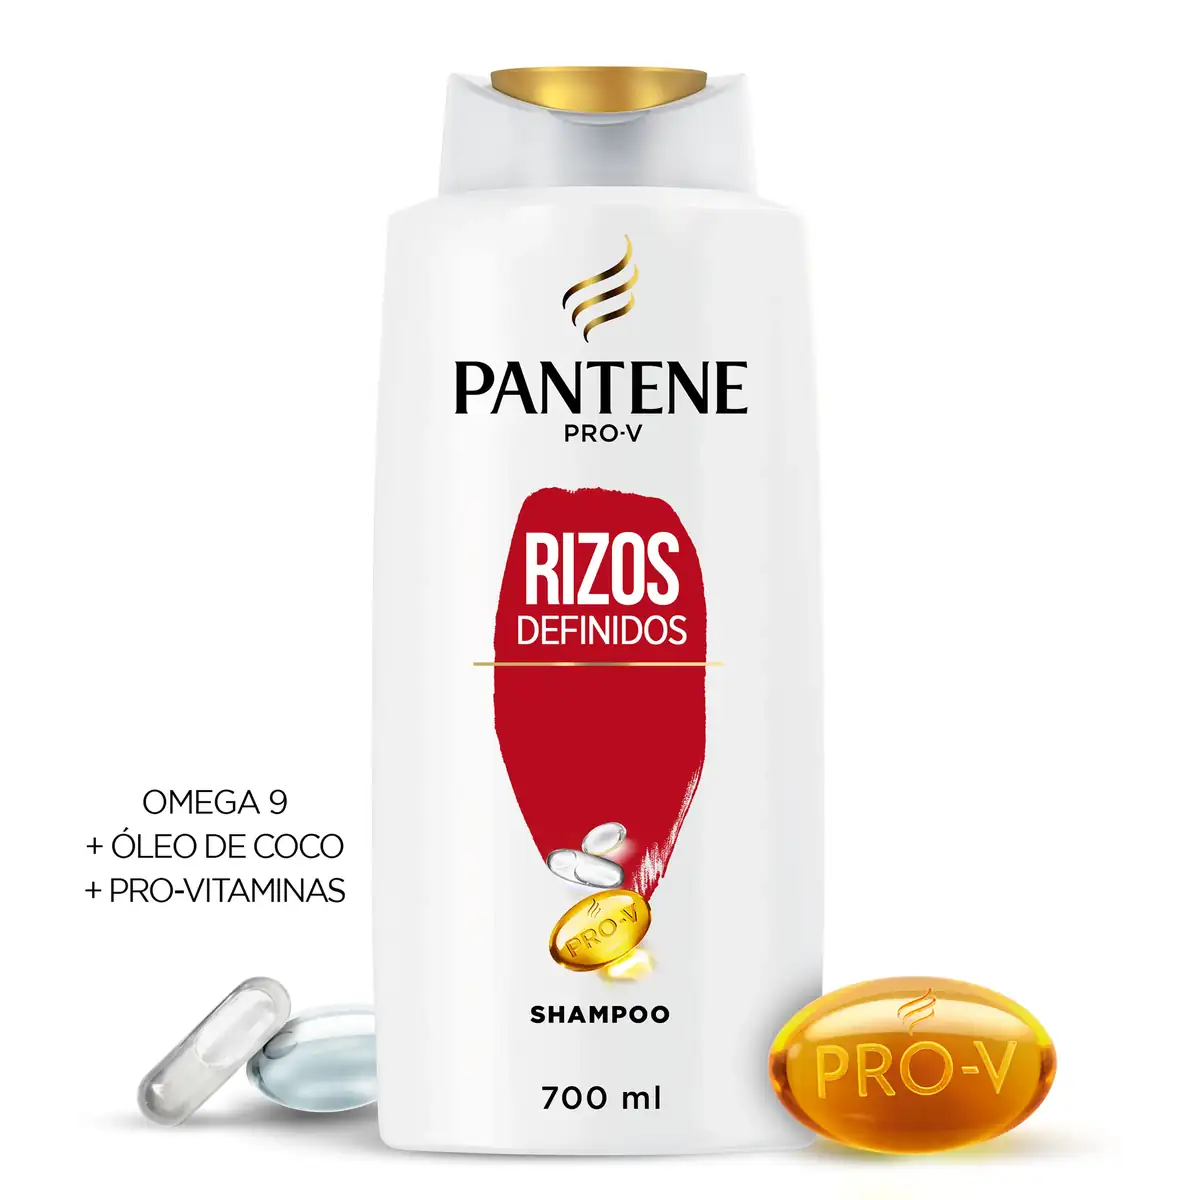 PANTENE
PRO-V
RIZOS
DEFINIDOS
OMEGA 9
+ ÓLEO DE COCO
+ PRO-VITAMINAS
PRO-V
SHAMPOO
PRO-V
700 ml